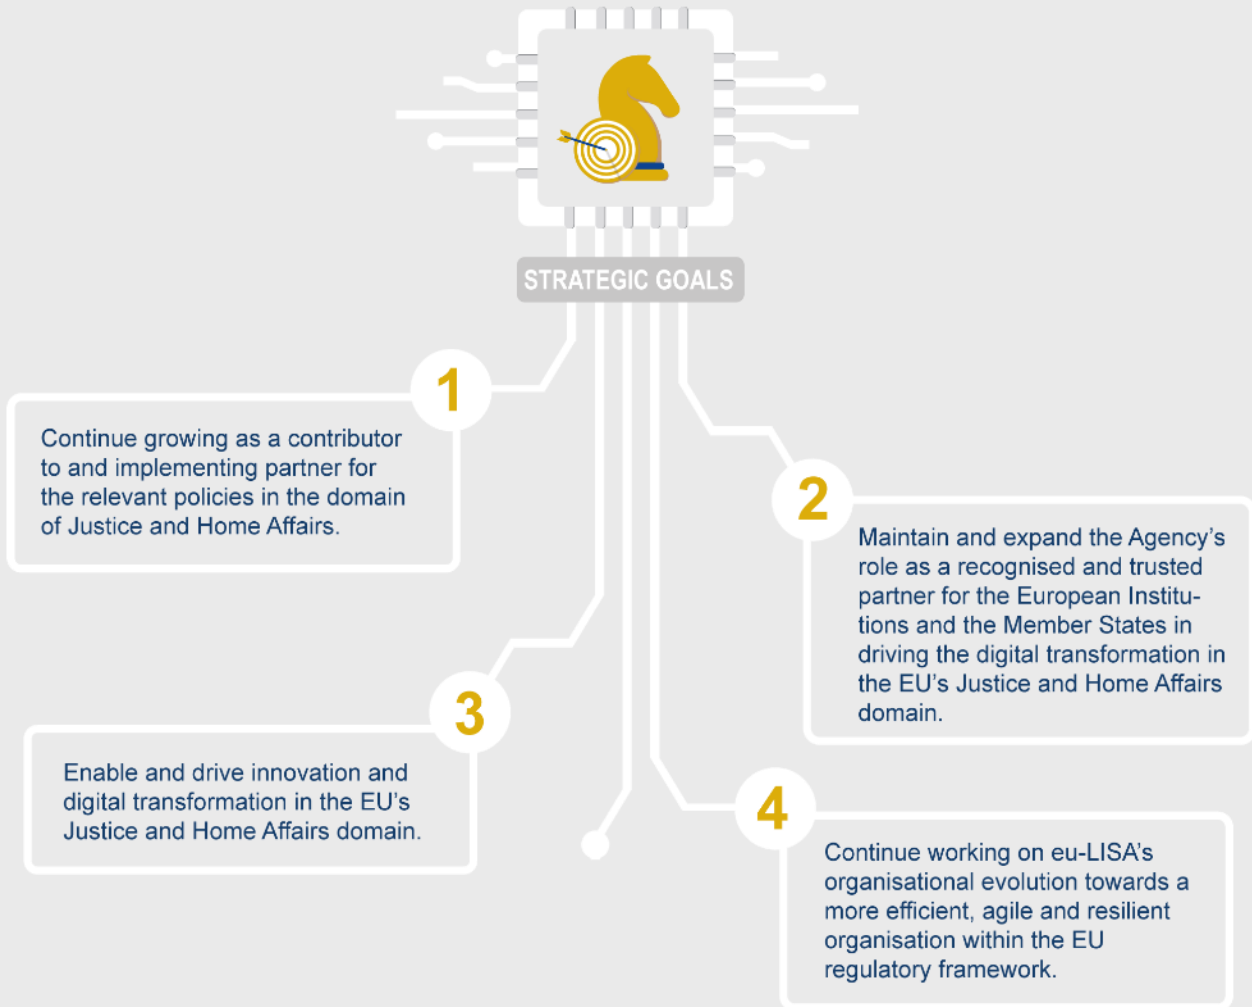 STRATEGIC GOALS
1
Continue growing as a contributor
to and implementing partner for
the relevant policies in the domain
of Justice and Home Affairs.
2
Maintain and expand the Agency’s
role as a recognised and trusted
partner for the European Institu-
tions and the Member States in
driving the digital transformation in
the EU’s Justice and Home Affairs
domain.
3
Enable and drive innovation and
digital transformation in the EU’s
Justice and Home Affairs domain.
4
Continue working on eu-LISA’s
organisational evolution towards a
more efficient, agile and resilient
organisation within the EU
regulatory framework.